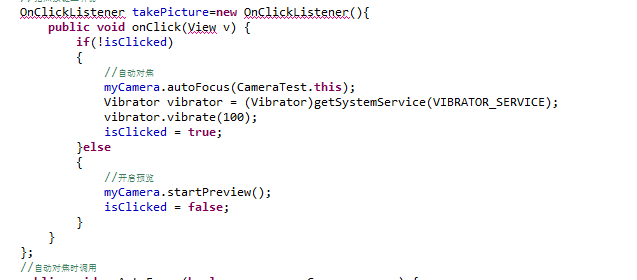 OnClickListener takePicture=new OnClickListener(){
    public void onClick(View v) {
        if(!isClicked)
        {
            //自动对焦
            myCamera.autoFocus(CameraTest.this);
            Vibrator vibrator = (Vibrator)getSystemService(VIBRATOR_SERVICE);
            vibrator.vibrate(100);
            isClicked = true;
        }else
        {
            //开启预览
            myCamera.startPreview();
            isClicked = false;
        }
    }
};
//自动对焦时调用